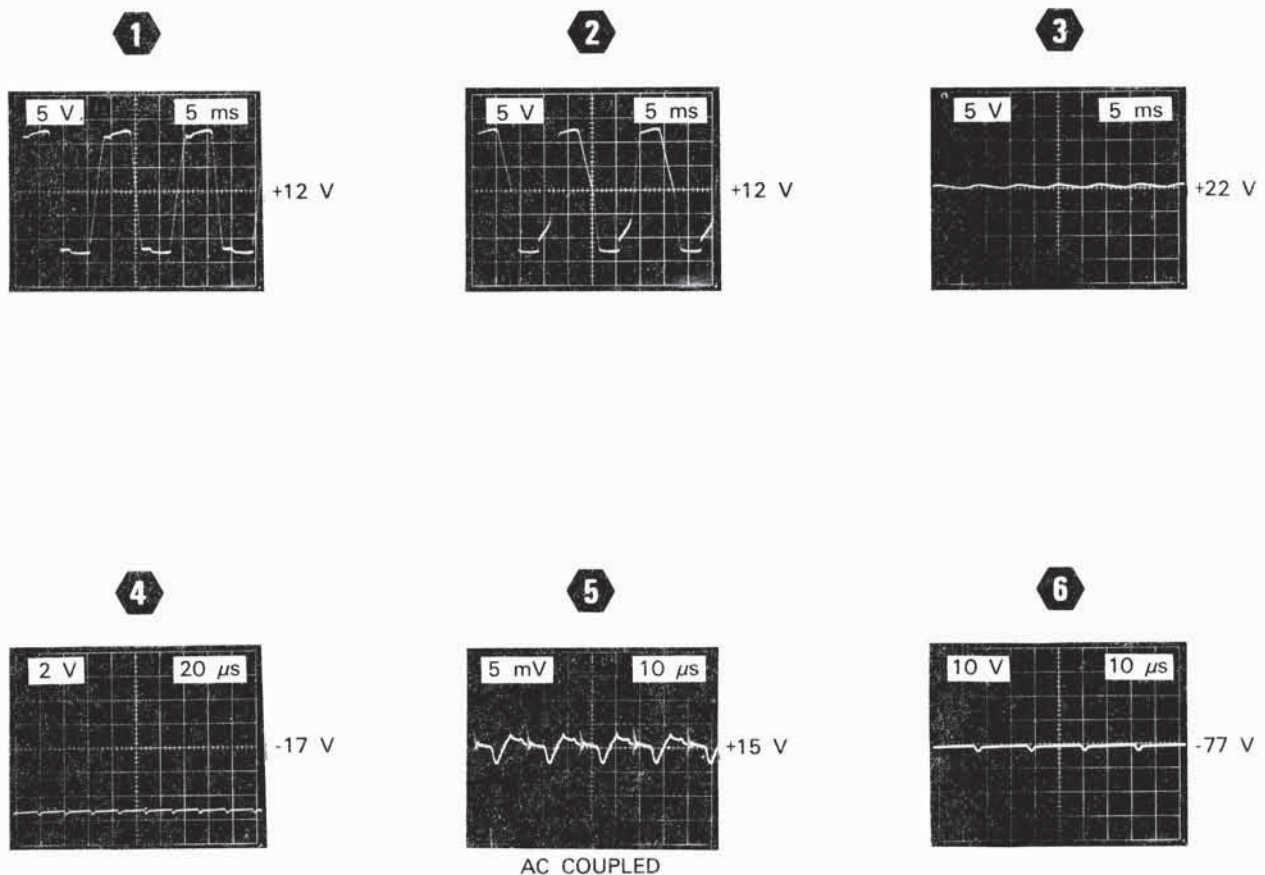 1 2 3
5 V 5 ms +12 V
5 V 5 ms +12 V
5 V 5 ms +22 V
4 5 6
2 V 20 μs -17 V
5 mV 10 μs +15 V
AC COUPLED
10 V 10 μs -77 V